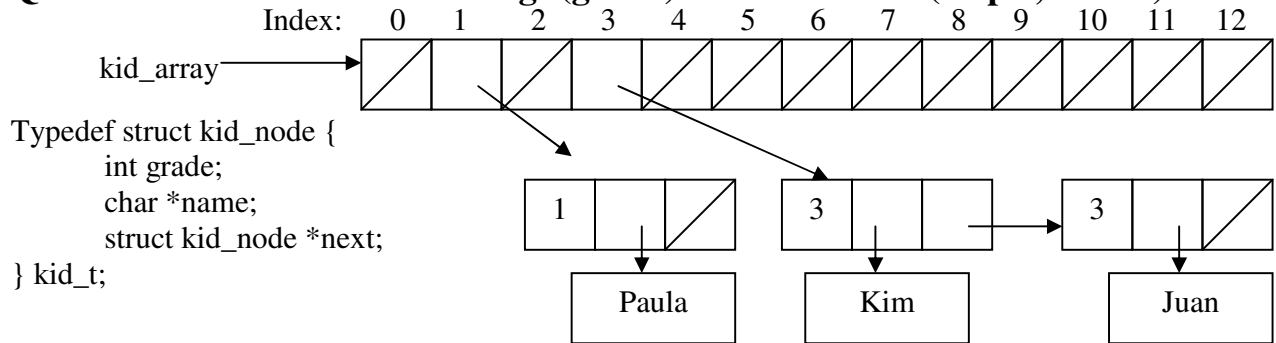 Index: 0 1 2 3 4 5 6 7 8 9 10 11 12
kid_array
Typedef struct kid_node {
int grade;
char *name;
struct kid_node *next;
} kid_t;
1 3 3
Paula Kim Juan